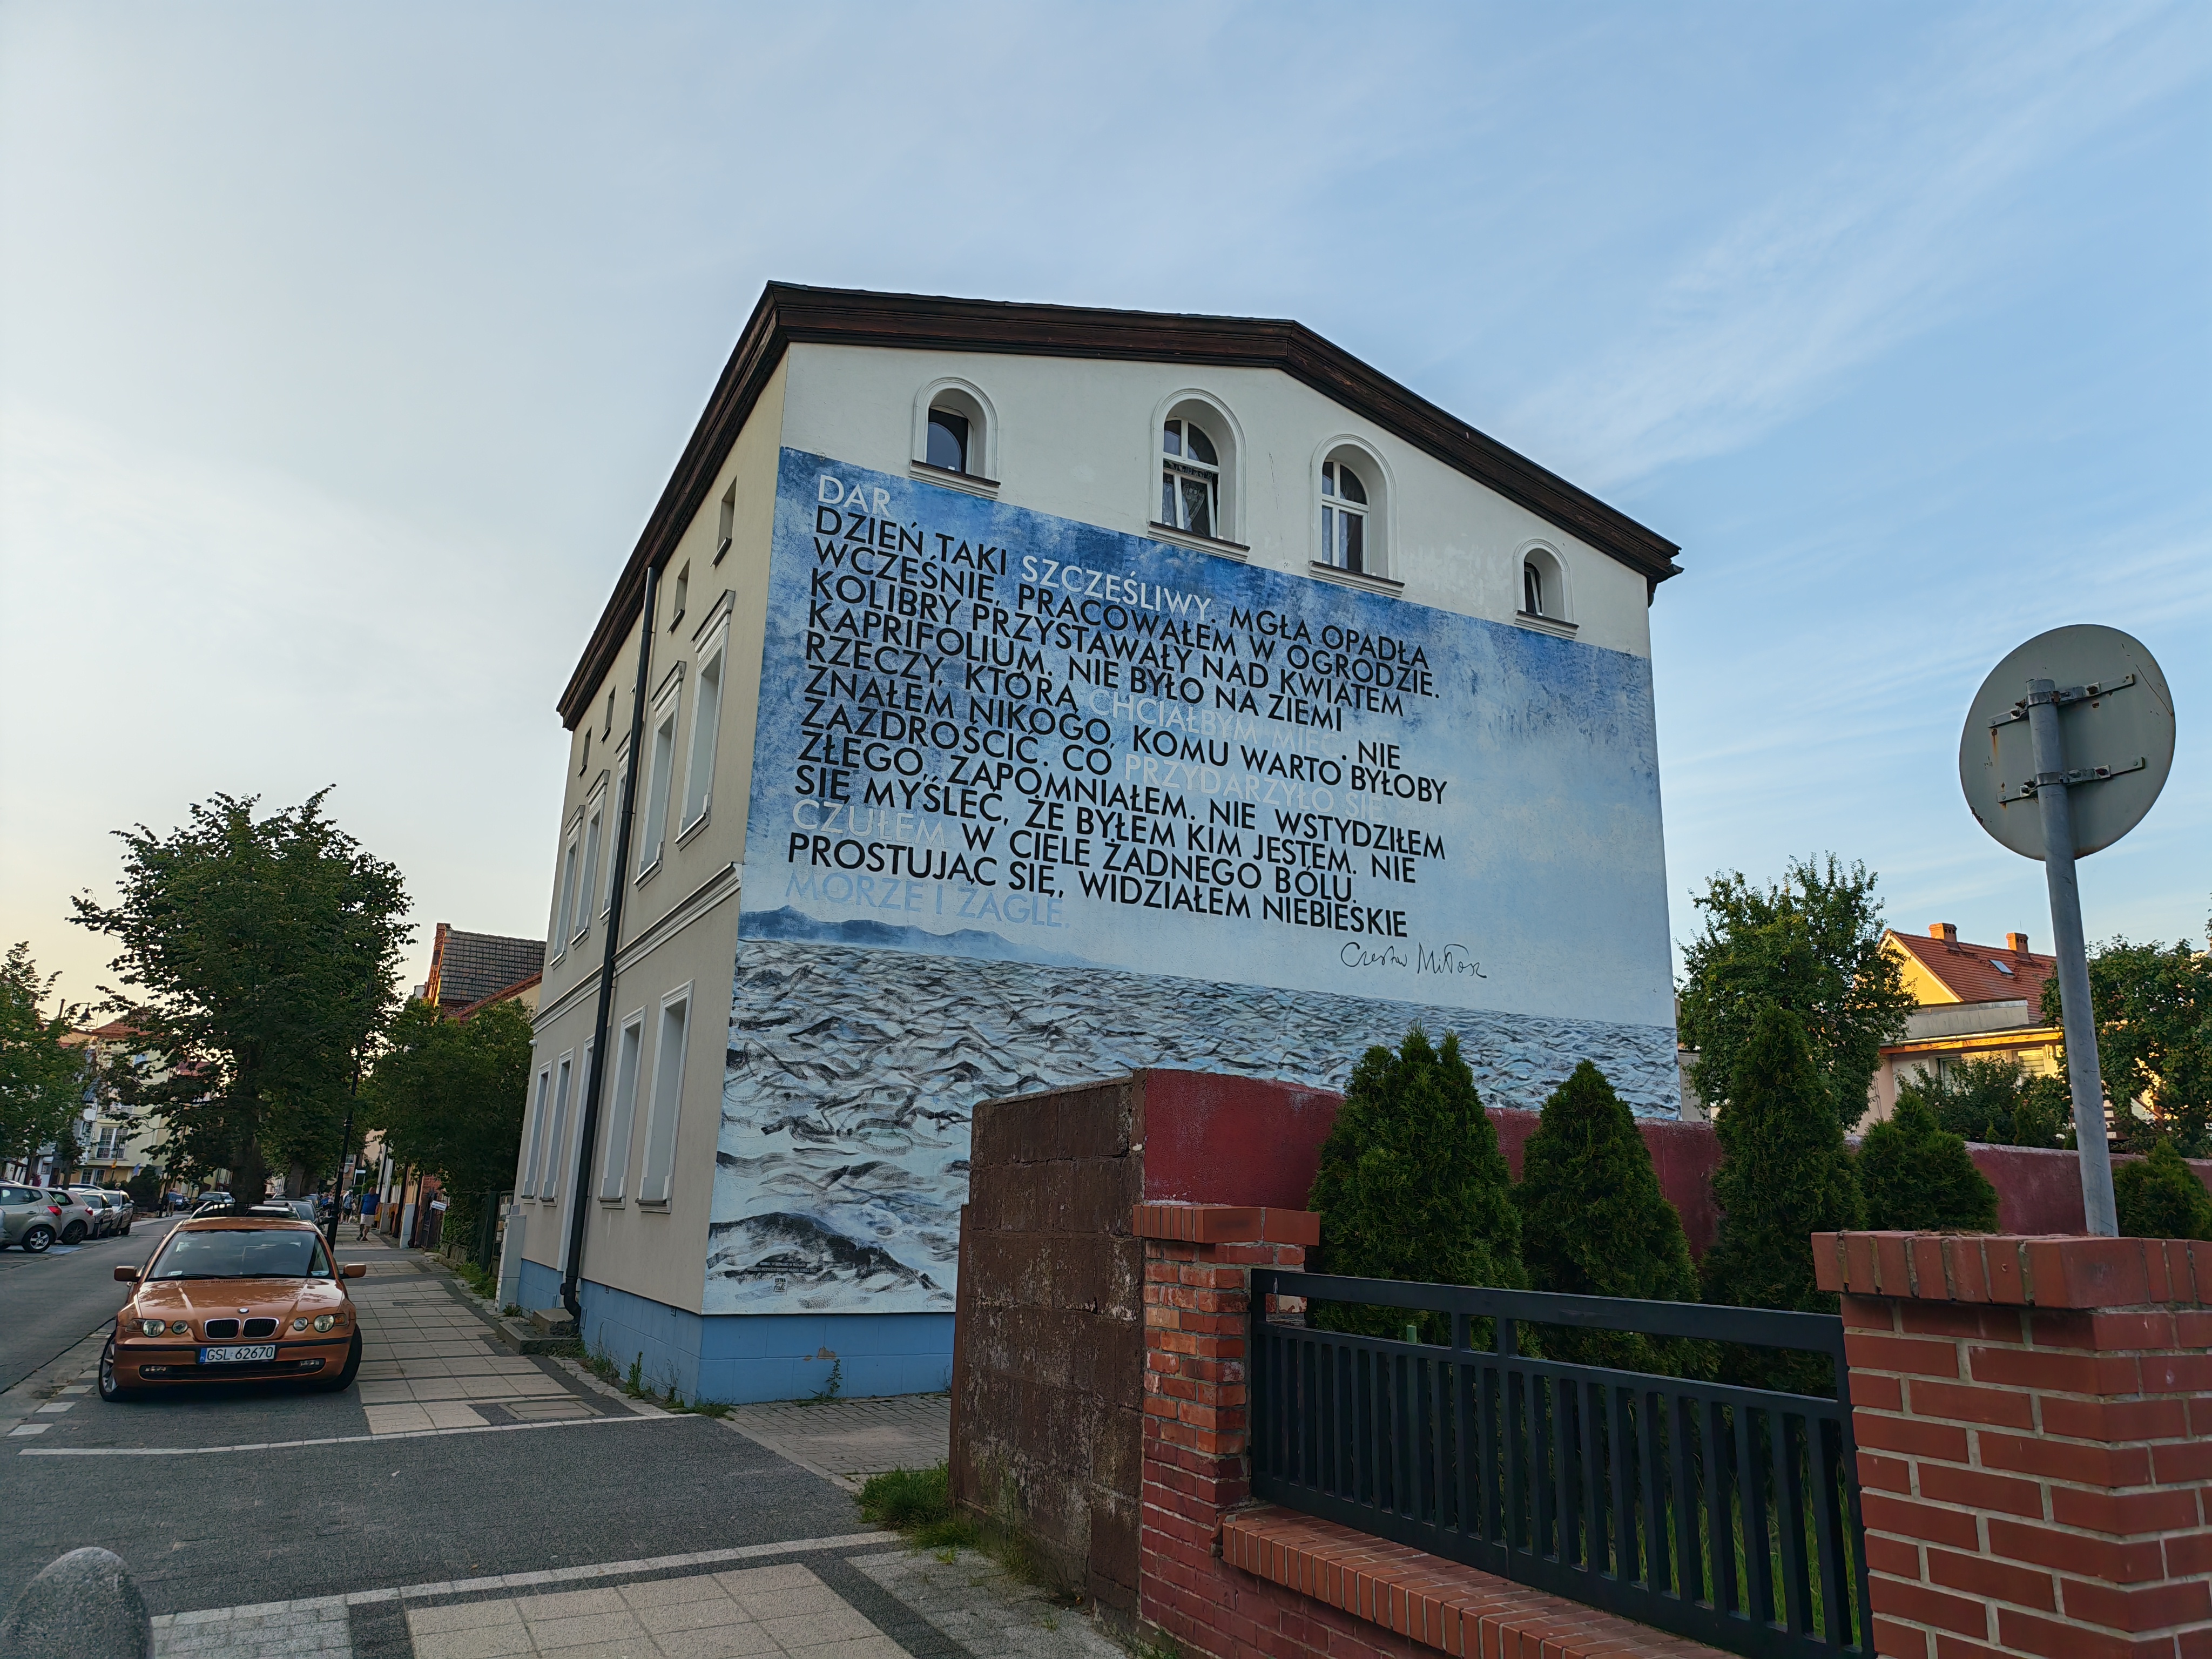 DAR
DZIEŃ TAKI SZCZEŚLIWY. MGŁA OPADŁA
WCZEŚNIE, PRACOWAŁEM W OGRODZIE.
KOLIBRY PRZYSTAWAŁY NAD KWIATEM
KAPRIFOLIUM. NIE BYŁO NA ZIEMI
RZECZY, KTÓRĄ CHCIAŁBYM MIEĆ. NIE
ZNAŁEM NIKOGO, KOMU WARTO BYŁOBY
ZAZDROŚCIĆ. CO PRZYDARZYŁO SIĘ
ZŁEGO, ZAPOMNIAŁEM. NIE WSTYDZIŁEM
SIĘ MYŚLEĆ, ŻE BYŁEM KIM JESTEM. NIE
CZUŁEM W CIELE ŻADNEGO BÓLU.
PROSTUJĄC SIĘ, WIDZIAŁEM NIEBIESKIE
MORZE I ŻAGLE.
Czesław Miłosz
GSL 62670